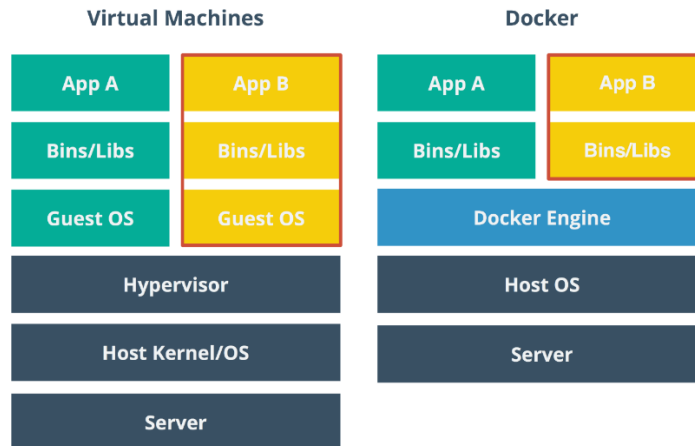 Virtual Machines
App A
App B
Bins/Libs
Bins/Libs
Guest OS
Guest OS
Hypervisor
Host Kernel/OS
Server
Docker
App A
App B
Bins/Libs
Bins/Libs
Docker Engine
Host OS
Server